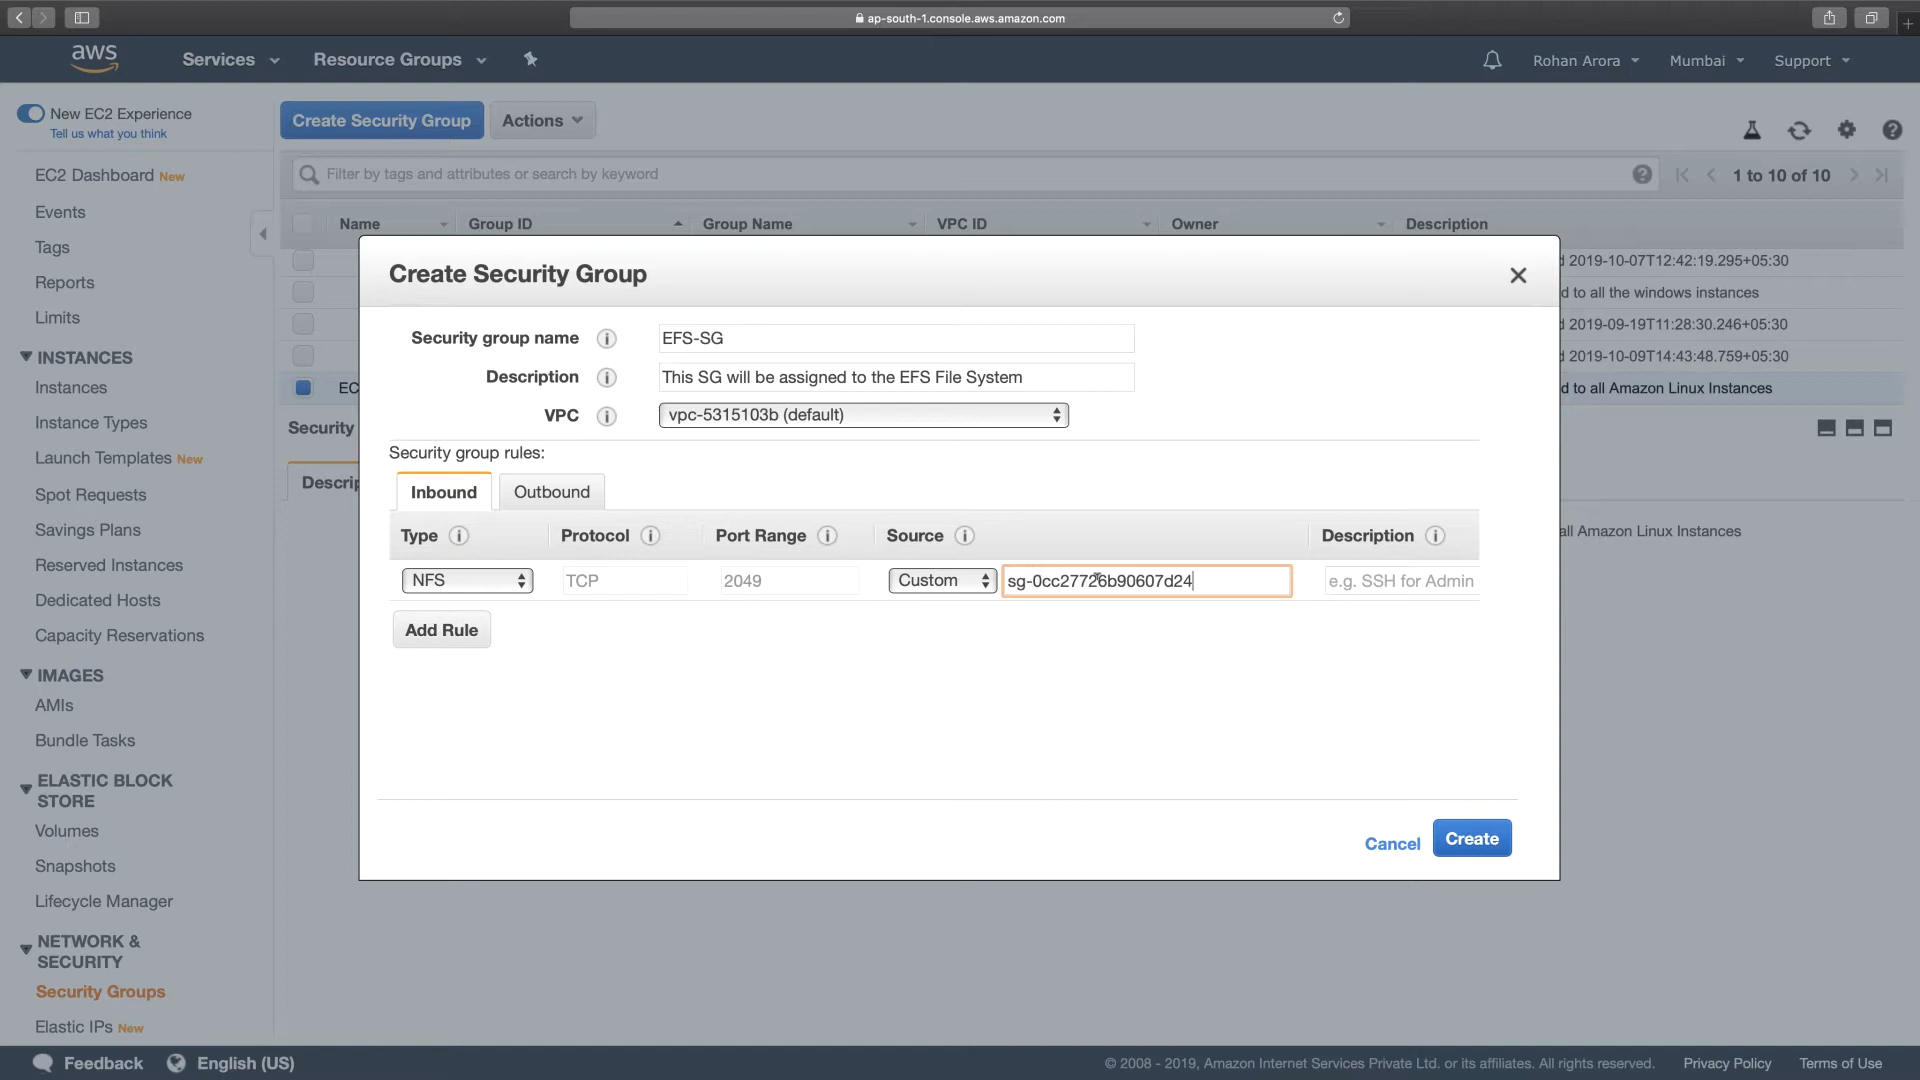 ap-south-1.console.aws.amazon.com
aws
Services
Resource Groups
Rohan Arora
Mumbai
Support
New EC2 Experience
Tell us what you think
Create Security Group
Actions
Filter by tags and attributes or search by keyword
1 to 10 of 10
EC2 Dashboard New
Events
Tags
Reports
Limits
INSTANCES
Instances
Instance Types
Launch Templates New
Spot Requests
Savings Plans
Reserved Instances
Dedicated Hosts
Capacity Reservations
IMAGES
AMIs
Bundle Tasks
ELASTIC BLOCK
STORE
Volumes
Snapshots
Lifecycle Manager
NETWORK &
SECURITY
Security Groups
Elastic IPs New
Name
Group ID
Group Name
VPC ID
Owner
Description
d 2019-10-07T12:42:19.295+05:30
d to all the windows instances
d 2019-09-19T11:28:30.246+05:30
d 2019-10-09T14:43:48.759+05:30
EC
d to all Amazon Linux Instances
Security
Descrip
all Amazon Linux Instances
Create Security Group
Security group name
EFS-SG
Description
This SG will be assigned to the EFS File System
VPC
vpc-5315103b (default)
Security group rules:
Inbound
Outbound
Type
Protocol
Port Range
Source
Description
NFS
TCP
2049
Custom
sg-0cc27726b90607d24
e.g. SSH for Admin
Add Rule
Cancel
Create
Feedback
English (US)
© 2008 - 2019, Amazon Internet Services Private Ltd. or its affiliates. All rights reserved.
Privacy Policy
Terms of Use